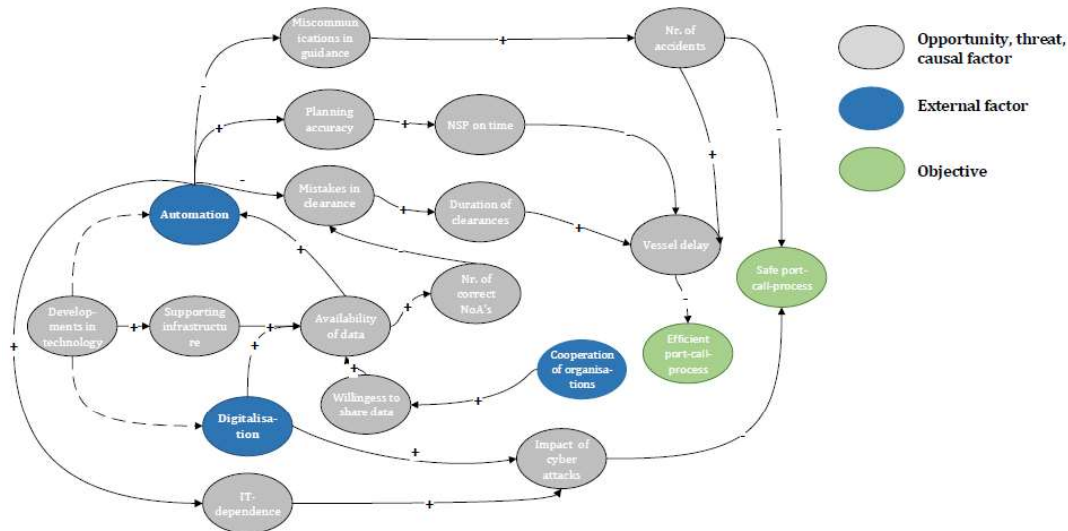 Miscommun
ications in
guidance
+
Nr. of
accidents
Opportunity, threat,
causal factor
-
Planning
accuracy
+
NSP on time
External factor
+
-
-
+
Objective
-
Mistakes in
clearance
+
Duration of
clearances
+
Automation
Vessel delay
+
-
Safe port-
call-process
Nr. of
correct
NoA's
Develop-
ments in
technology
+
Supporting
infrastructu
re
+
Availability
of data
+
-
+
+
Efficient
port-call-
process
Cooperation
of organisa-
tions
+
Willingess to
share data
+
Digitalisa-
tion
+
Impact of
cyber
attacks
-
IT-
dependence
+
+